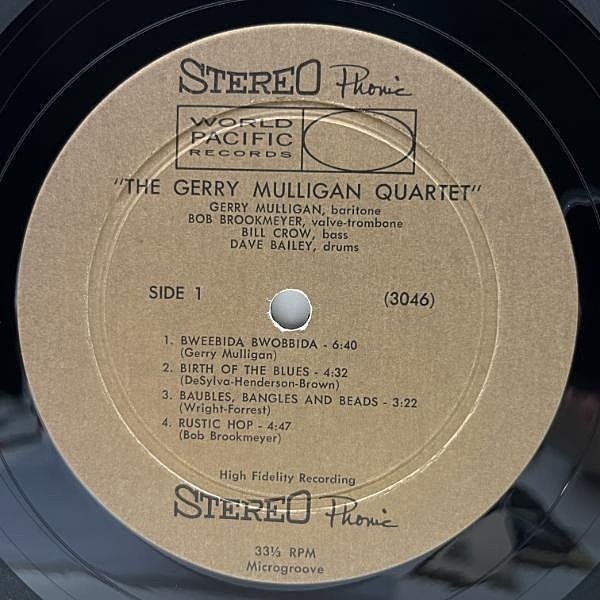 STEREO Phonic
WORLD
PACIFIC
RECORDS
"THE GERRY MULLIGAN QUARTET"
GERRY MULLIGAN, baritone
BOB BROOKMEYER, valve-trombone
BILL CROW, bass
DAVE BAILEY, drums
SIDE 1 (3046)
1. BWEEBIDA BWOBBIDA - 6:40
(Gerry Mulligan)
2. BIRTH OF THE BLUES - 4:32
(DeSylva-Henderson-Brown)
3. BAUBLES, BANGLES AND BEADS - 3:22
(Wright-Forrest)
4. RUSTIC HOP - 4:47
(Bob Brookmeyer)
High Fidelity Recording
STEREO Phonic
33⅓ RPM
Microgroove